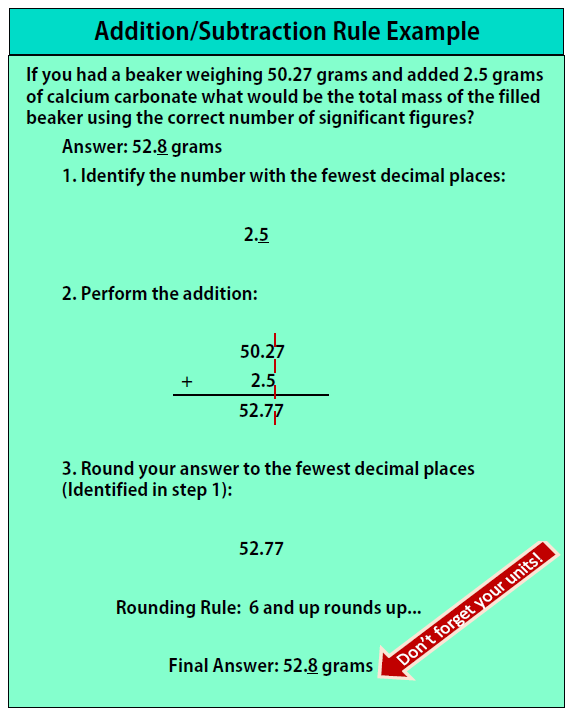 Addition/Subtraction Rule Example
If you had a beaker weighing 50.27 grams and added 2.5 grams
of calcium carbonate what would be the total mass of the filled
beaker using the correct number of significant figures?
Answer: 52.8 grams
1. Identify the number with the fewest decimal places:
2.5
2. Perform the addition:
50.27
+ 2.5
52.77
3. Round your answer to the fewest decimal places
(Identified in step 1):
52.77
Rounding Rule: 6 and up rounds up...
Final Answer: 52.8 grams
Don't forget your units!